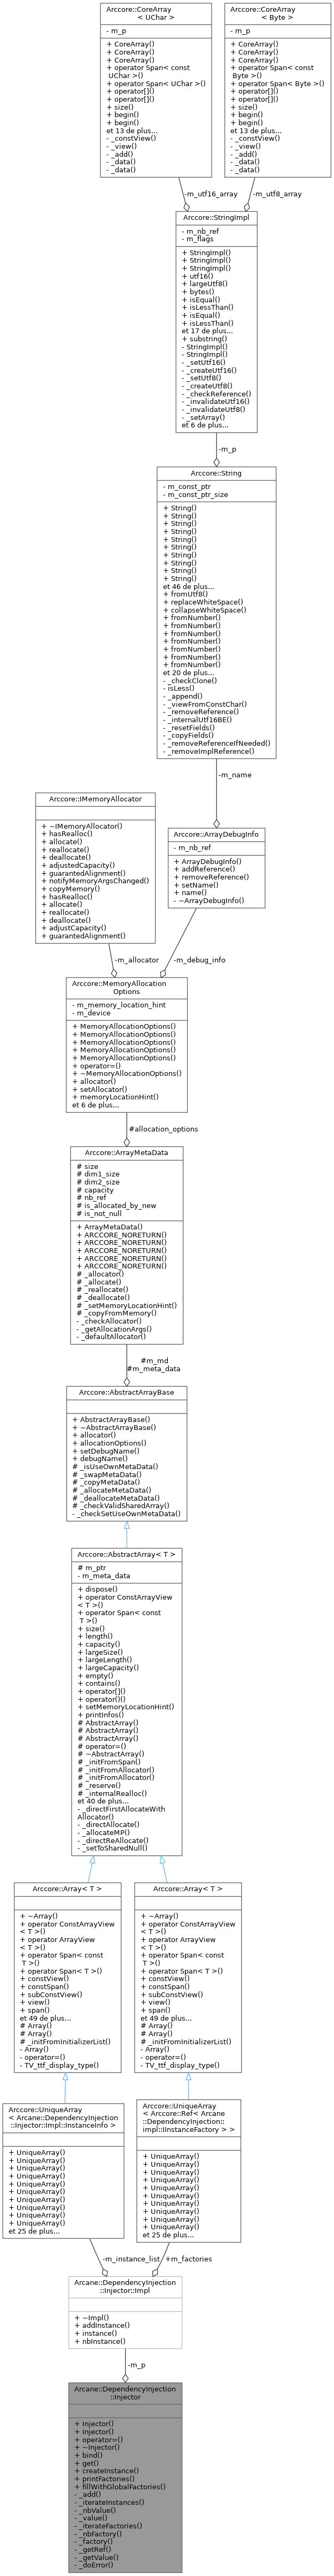 Arccore::CoreArray
< UChar >
- m_p
+ CoreArray()
+ CoreArray()
+ CoreArray()
+ operator Span< const
UChar >()
+ operator Span< UChar >()
+ operator[]()
+ operator[]()
+ size()
+ begin()
+ begin()
et 13 de plus...
- _constView()
- _view()
- _add()
- _data()
- _data()
Arccore::CoreArray
< Byte >
- m_p
+ CoreArray()
+ CoreArray()
+ CoreArray()
+ operator Span< const
Byte >()
+ operator Span< Byte >()
+ operator[]()
+ operator[]()
+ size()
+ begin()
+ begin()
et 13 de plus...
- _constView()
- _view()
- _add()
- _data()
- _data()
-m_utf16_array
-m_utf8_array
Arccore::StringImpl
- m_nb_ref
- m_flags
+ StringImpl()
+ StringImpl()
+ StringImpl()
+ utf16()
+ largeUtf8()
+ bytes()
+ isEqual()
+ isLessThan()
+ isEqual()
+ isLessThan()
et 17 de plus...
+ substring()
- StringImpl()
- StringImpl()
- _setUtf16()
- _createUtf16()
- _setUtf8()
- _createUtf8()
- _checkReference()
- _invalidateUtf16()
- _invalidateUtf8()
- _setArray()
et 6 de plus...
-m_p
Arccore::String
- m_const_ptr
- m_const_ptr_size
+ String()
+ String()
+ String()
+ String()
+ String()
+ String()
+ String()
+ String()
+ String()
+ String()
et 46 de plus...
+ fromUtf8()
+ replaceWhiteSpace()
+ collapseWhiteSpace()
+ fromNumber()
+ fromNumber()
+ fromNumber()
+ fromNumber()
+ fromNumber()
+ fromNumber()
+ fromNumber()
et 20 de plus...
- _checkClone()
- isLess()
- _append()
- _viewFromConstChar()
- _removeReference()
- _internalUtf16BE()
- _resetFields()
- _copyFields()
- _removeReferenceIfNeeded()
- _removeImplReference()
-m_name
Arccore::IMemoryAllocator
+ ~IMemoryAllocator()
+ hasRealloc()
+ allocate()
+ reallocate()
+ deallocate()
+ adjustedCapacity()
+ guarantedAlignment()
+ notifyMemoryArgsChanged()
+ copyMemory()
+ hasRealloc()
+ allocate()
+ reallocate()
+ deallocate()
+ adjustCapacity()
+ guarantedAlignment()
Arccore::ArrayDebugInfo
- m_nb_ref
+ ArrayDebugInfo()
+ addReference()
+ removeReference()
+ setName()
+ name()
- ~ArrayDebugInfo()
-m_allocator
-m_debug_info
Arccore::MemoryAllocation
Options
- m_memory_location_hint
- m_device
+ MemoryAllocationOptions()
+ MemoryAllocationOptions()
+ MemoryAllocationOptions()
+ MemoryAllocationOptions()
+ MemoryAllocationOptions()
+ operator=()
+ ~MemoryAllocationOptions()
+ allocator()
+ setAllocator()
+ memoryLocationHint()
et 6 de plus...
#allocation_options
Arccore::ArrayMetaData
# size
# dim1_size
# dim2_size
# capacity
# nb_ref
# is_allocated_by_new
# is_not_null
+ ArrayMetaData()
+ ARCCORE_NORETURN()
+ ARCCORE_NORETURN()
+ ARCCORE_NORETURN()
+ ARCCORE_NORETURN()
+ ARCCORE_NORETURN()
# _allocator()
# _allocate()
# _reallocate()
# _deallocate()
# _setMemoryLocationHint()
# _copyFromMemory()
- _checkAllocator()
- _getAllocationArgs()
- _defaultAllocator()
#m_md
#m_meta_data
Arccore::AbstractArrayBase
+ AbstractArrayBase()
+ ~AbstractArrayBase()
+ allocator()
+ allocationOptions()
+ setDebugName()
+ debugName()
# _isUseOwnMetaData()
# _swapMetaData()
# _copyMetaData()
# _allocateMetaData()
# _deallocateMetaData()
# _checkValidSharedArray()
- _checkSetUseOwnMetaData()
Arccore::AbstractArray< T >
# m_ptr
- m_meta_data
+ dispose()
+ operator ConstArrayView
< T >()
+ operator Span< const
T >()
+ size()
+ length()
+ capacity()
+ largeSize()
+ largeLength()
+ largeCapacity()
+ empty()
+ contains()
+ operator[]()
+ operator()()
+ setMemoryLocationHint()
+ printInfos()
# AbstractArray()
# AbstractArray()
# AbstractArray()
# operator=()
# ~AbstractArray()
# _initFromSpan()
# _initFromAllocator()
# _initFromAllocator()
# _reserve()
# _internalRealloc()
et 40 de plus...
- _directFirstAllocateWith
Allocator()
- _directAllocate()
- _allocateMP()
- _directReAllocate()
- _setToSharedNull()
Arccore::Array< T >
+ ~Array()
+ operator ConstArrayView
< T >()
+ operator ArrayView
< T >()
+ operator Span< const
T >()
+ operator Span< T >()
+ constView()
+ constSpan()
+ subConstView()
+ view()
+ span()
et 49 de plus...
# Array()
# Array()
# _initFromInitializerList()
- Array()
- operator=()
- TV_ttf_display_type()
Arccore::Array< T >
+ ~Array()
+ operator ConstArrayView
< T >()
+ operator ArrayView
< T >()
+ operator Span< const
T >()
+ operator Span< T >()
+ constView()
+ constSpan()
+ subConstView()
+ view()
+ span()
et 49 de plus...
# Array()
# Array()
# _initFromInitializerList()
- Array()
- operator=()
- TV_ttf_display_type()
Arccore::UniqueArray
< Arcane::DependencyInjection
::Injector::Impl::InstanceInfo >
+ UniqueArray()
+ UniqueArray()
+ UniqueArray()
+ UniqueArray()
+ UniqueArray()
+ UniqueArray()
+ UniqueArray()
+ UniqueArray()
+ UniqueArray()
+ UniqueArray()
et 25 de plus...
Arccore::UniqueArray
< Arccore::Ref< Arcane
::DependencyInjection::
impl::IInstanceFactory > >
+ UniqueArray()
+ UniqueArray()
+ UniqueArray()
+ UniqueArray()
+ UniqueArray()
+ UniqueArray()
+ UniqueArray()
+ UniqueArray()
+ UniqueArray()
+ UniqueArray()
et 25 de plus...
-m_instance_list
+m_factories
Arcane::DependencyInjection
::Injector::Impl
+ ~Impl()
+ addInstance()
+ instance()
+ nbInstance()
-m_p
Arcane::DependencyInjection
::Injector
+ Injector()
+ Injector()
+ operator=()
+ ~Injector()
+ bind()
+ get()
+ createInstance()
+ printFactories()
+ fillWithGlobalFactories()
- _add()
- _iterateInstances()
- _nbValue()
- _value()
- _iterateFactories()
- _nbFactory()
- _factory()
- _getRef()
- _getValue()
- _doError()